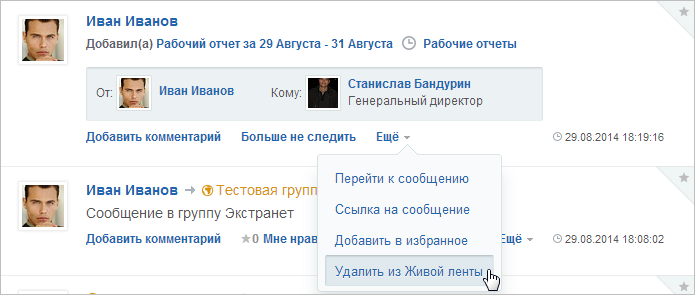 Иван Иванов
Добавил(а) Рабочий отчет за 29 Августа - 31 Августа Рабочие отчеты
От: Иван Иванов Кому: Станислав Бандурин
Генеральный директор
Добавить комментарий Больше не следить Ещё 29.08.2014 18:19:16
Перейти к сообщению
Ссылка на сообщение
Добавить в избранное
Удалить из Живой ленты
Иван Иванов Тестовая групп
Сообщение в группу Экстранет
Добавить комментарий 0 Мне нрав Ещё 29.08.2014 18:08:02